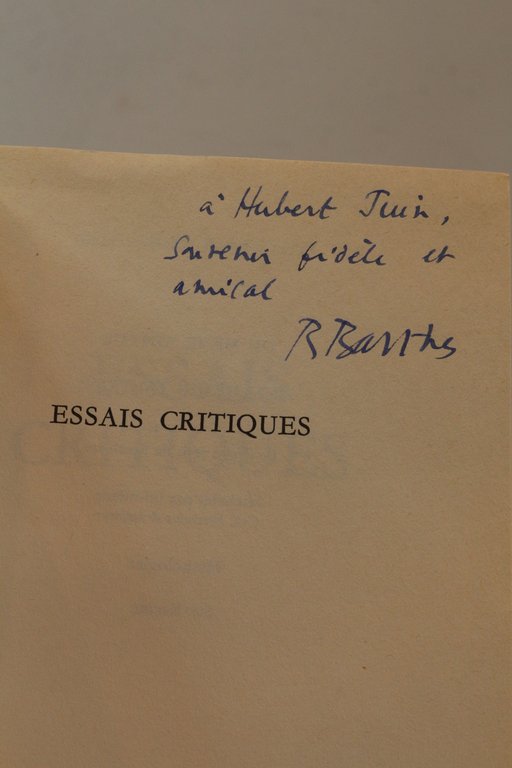 à Hubert Juin,
Souvenir fidèle et
amical
R Barthes
ESSAIS CRITIQUES